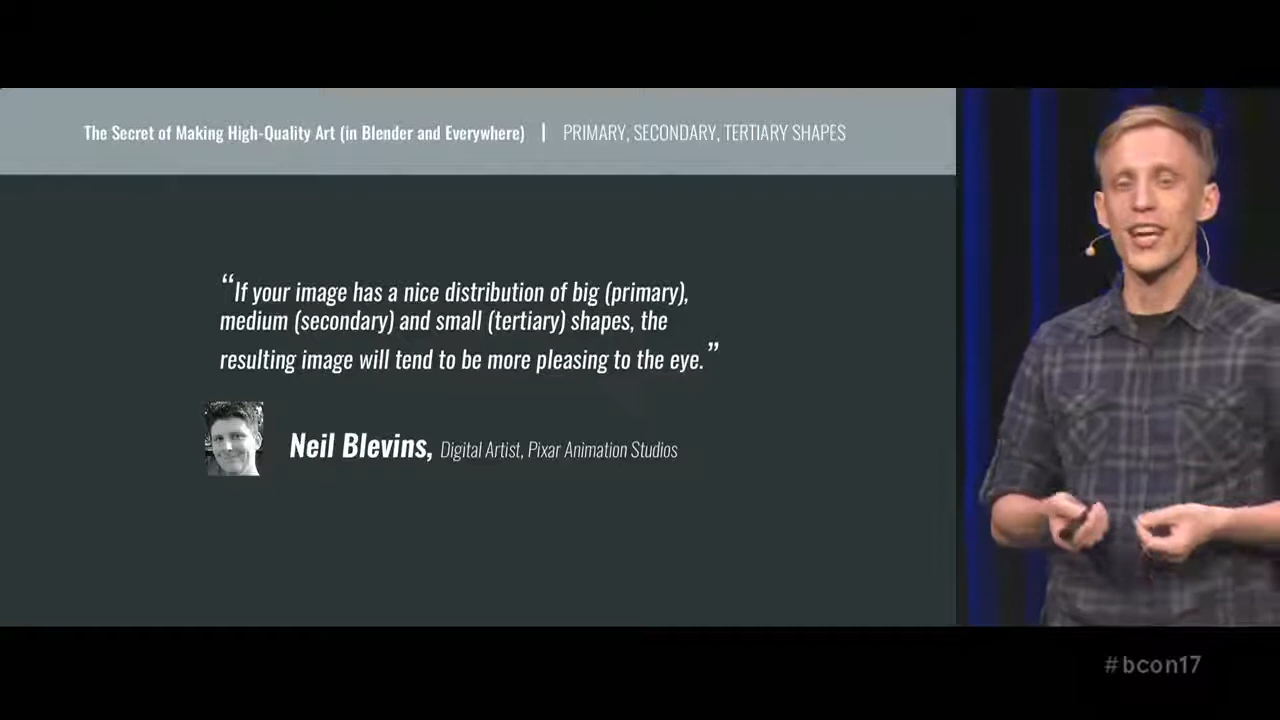 The Secret of Making High-Quality Art (in Blender and Everywhere) | PRIMARY, SECONDARY, TERTIARY SHAPES
“If your image has a nice distribution of big (primary),
medium (secondary) and small (tertiary) shapes, the
resulting image will tend to be more pleasing to the eye.”
Neil Blevins, Digital Artist, Pixar Animation Studios
#bcon17